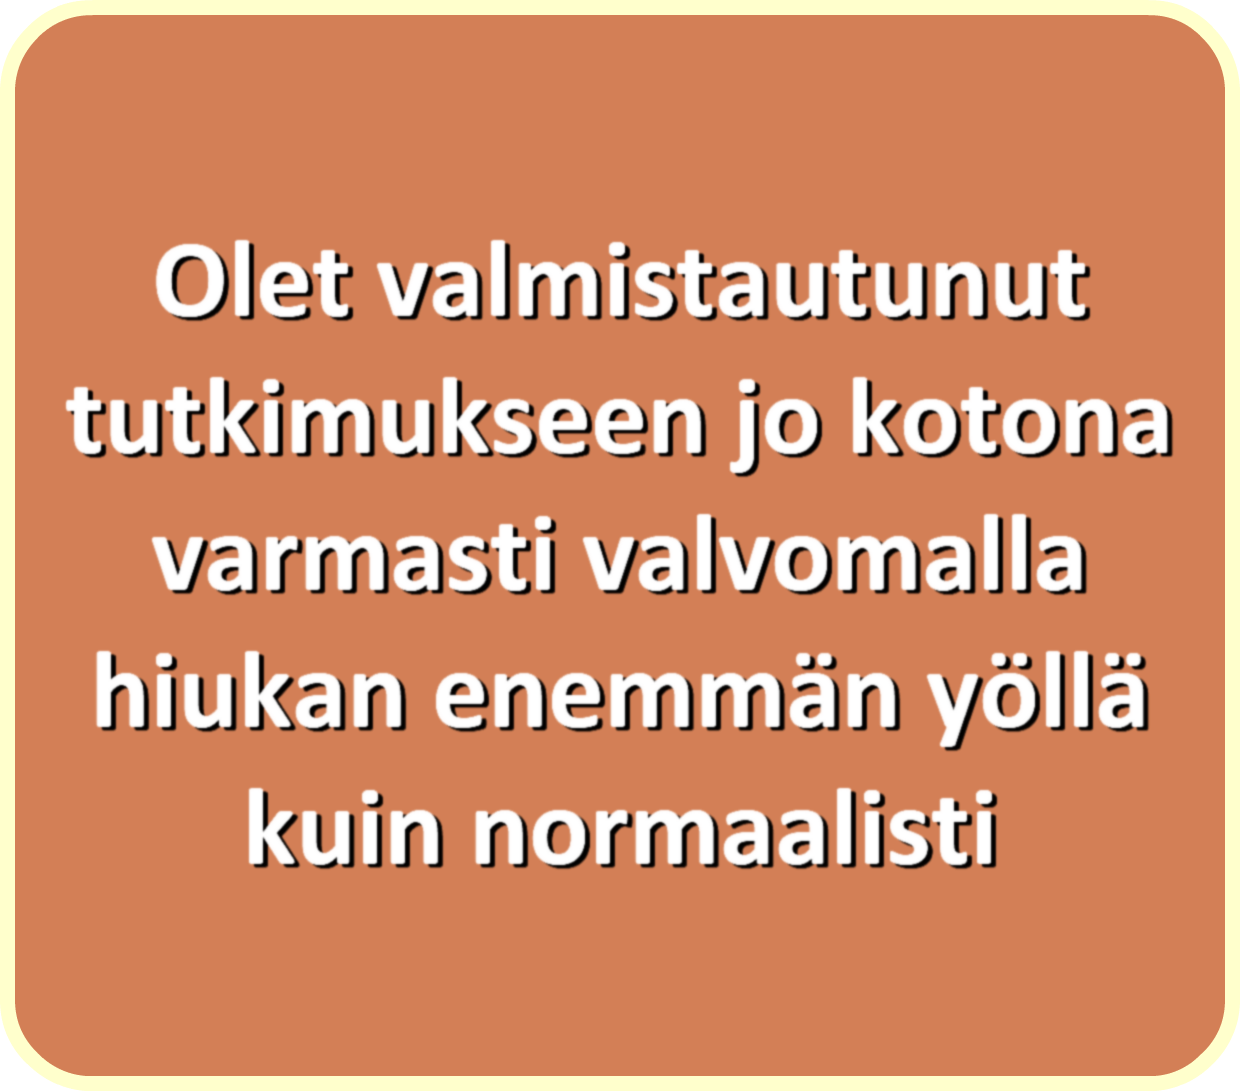 Olet valmistautunut
tutkimukseen jo kotona
varmasti valvomalla
hiukan enemmän yöllä
kuin normaalisti